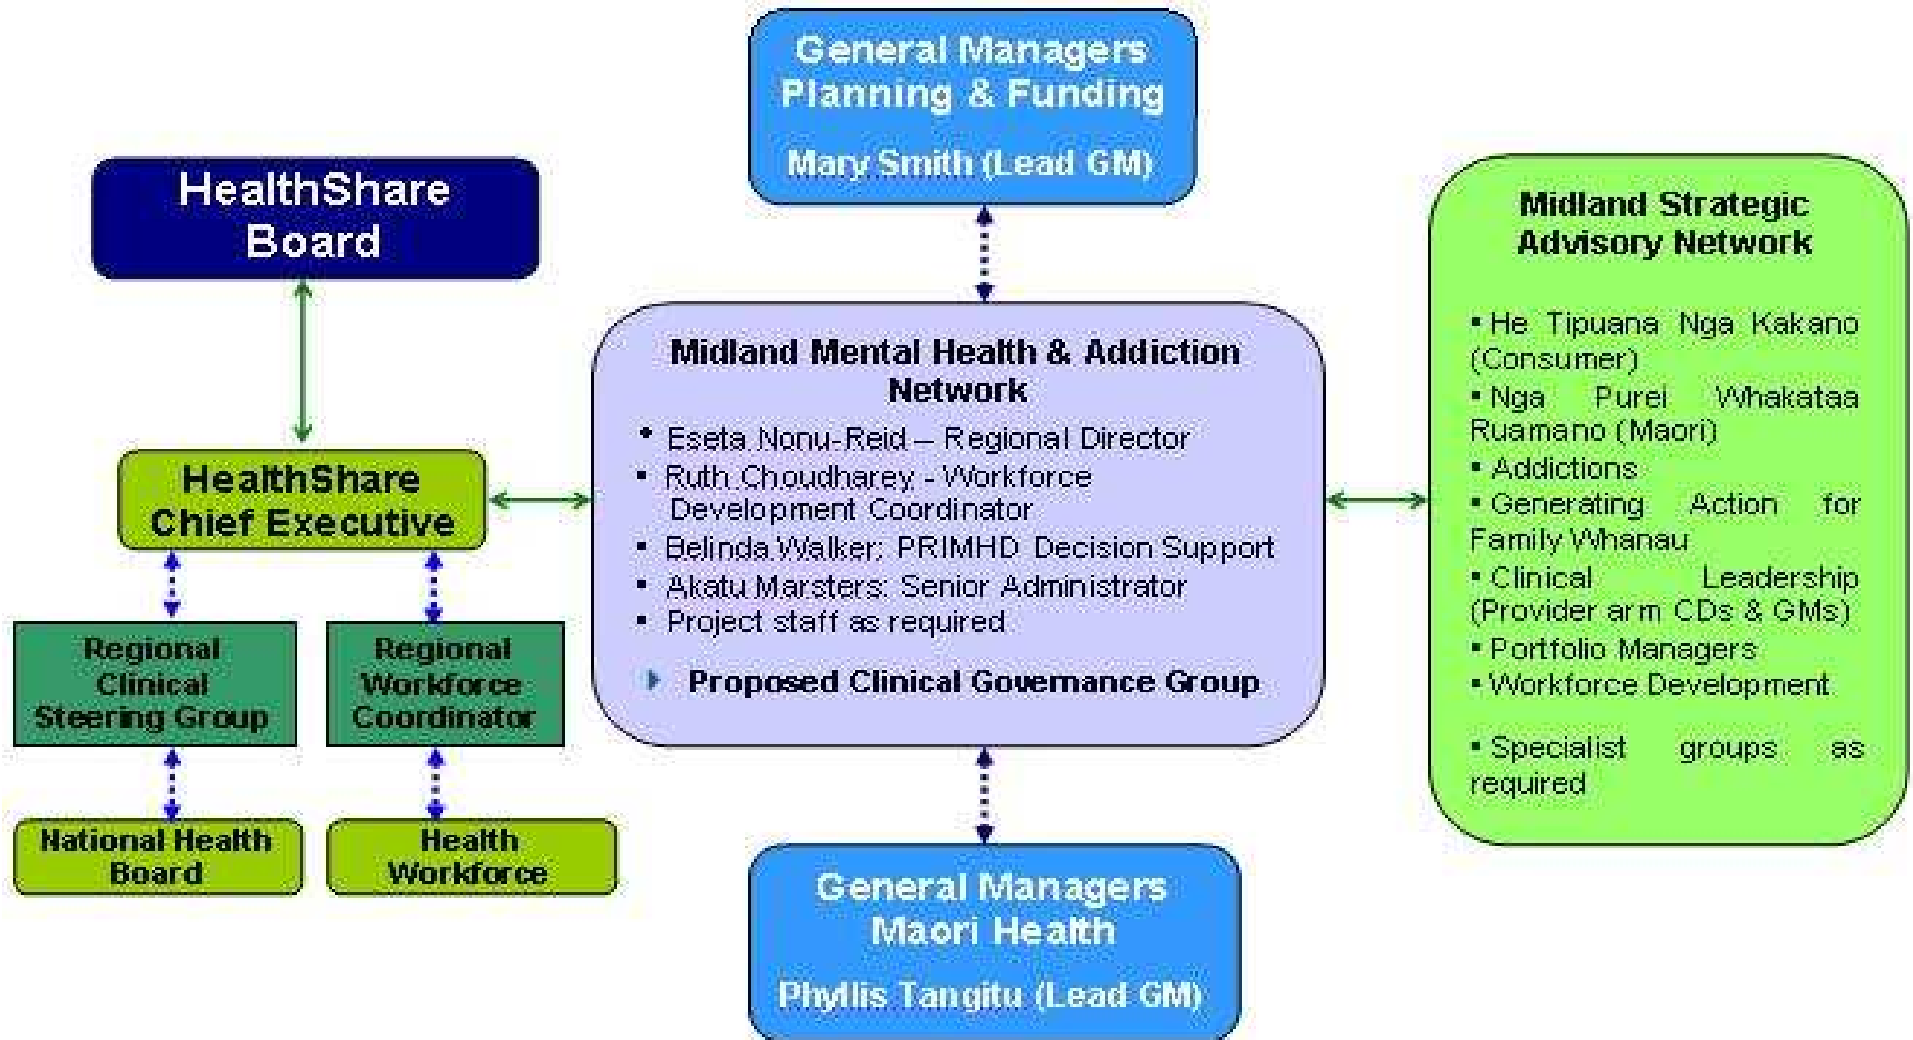 General Managers
Planning & Funding
Mary Smith (Lead GM)
HealthShare
Board
HealthShare
Chief Executive
Regional
Clinical
Steering Group
Regional
Workforce
Coordinator
National Health
Board
Health
Workforce
Midland Mental Health & Addiction
Network
• Eseta Nonu-Reid – Regional Director
▪ Ruth Choudharey - Workforce
Development Coordinator
▪ Belinda Walker: PRIMHD Decision Support
▪ Akatu Marsters: Senior Administrator
▪ Project staff as required
Proposed Clinical Governance Group
General Managers
Maori Health
Phyllis Tangitu (Lead GM)
Midland Strategic
Advisory Network
▪ He Tipuana Nga Kakano
(Consumer)
▪ Nga Purei Whakataa
Ruamano (Maori)
▪ Addictions
▪ Generating Action for
Family Whanau
▪ Clinical Leadership
(Provider arm CDs & GMs)
▪ Portfolio Managers
▪ Workforce Development
▪ Specialist groups as
required